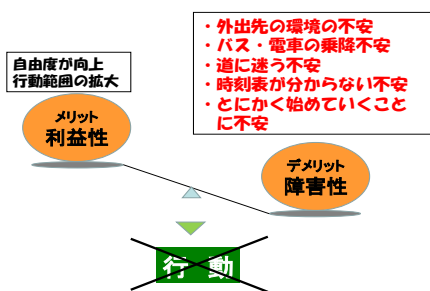 自由度が向上
行動範囲の拡大
メリット
利益性
・外出先の環境の不安
・バス・電車の乗降不安
・道に迷う不安
・時刻表が分からない不安
・とにかく始めていくこと
に不安
デメリット
障害性
行 動